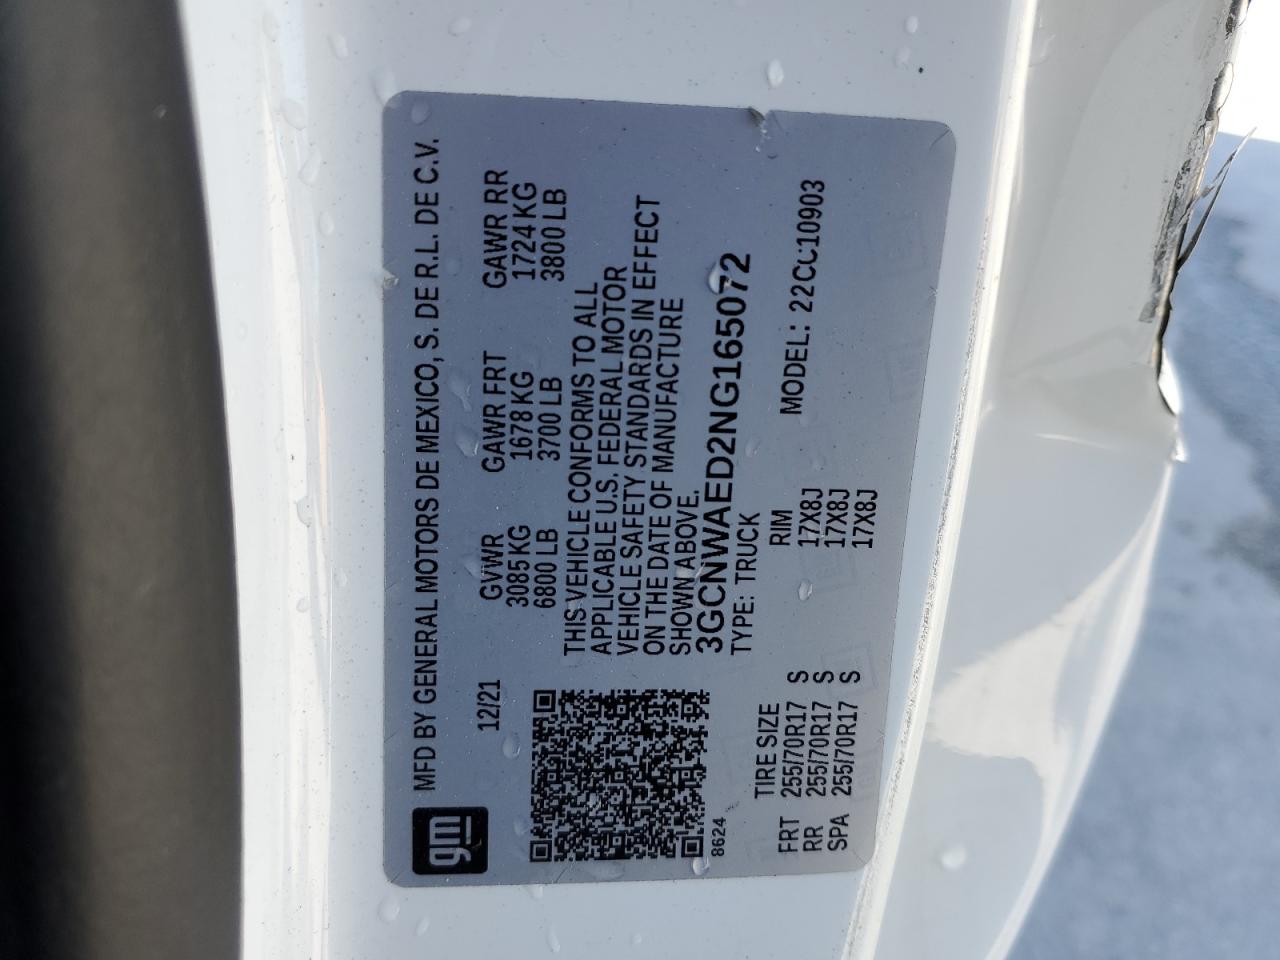 gm
MFD BY GENERAL MOTORS DE MEXICO, S. DE R.L. DE C.V.
12/21 GVWR GAWR FRT GAWR RR
3085 KG 1678 KG 1724 KG
6800 LB 3700 LB 3800 LB
THIS VEHICLE CONFORMS TO ALL
APPLICABLE U.S. FEDERAL MOTOR
VEHICLE SAFETY STANDARDS IN EFFECT
ON THE DATE OF MANUFACTURE
SHOWN ABOVE.
3GCNWAED2NG165072
8624 TYPE: TRUCK MODEL: 22CC10903
TIRE SIZE RIM
FRT 255/70R17 S 17X8J
RR 255/70R17 S 17X8J
SPA 255/70R17 S 17X8J